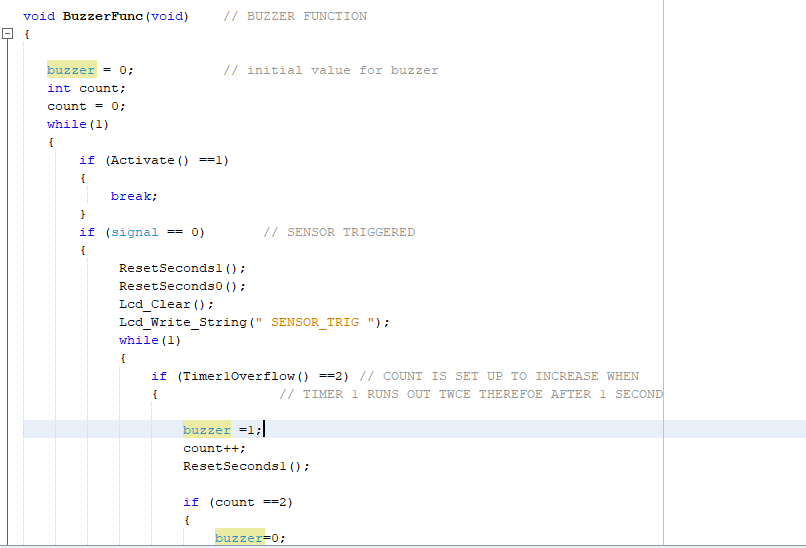 void BuzzerFunc(void)    // BUZZER FUNCTION
{
buzzer = 0;           // initial value for buzzer
int count;
count = 0;
while(1)
{
if (Activate() ==1)
{
break;
}
if (signal == 0)       // SENSOR TRIGGERED
{
ResetSeconds1();
ResetSeconds0();
Lcd_Clear();
Lcd_Write_String(" SENSOR_TRIG ");
while(1)
{
if (Timer1Overflow() ==2) // COUNT IS SET UP TO INCREASE WHEN
{               // TIMER 1 RUNS OUT TWCE THEREFOE AFTER 1 SECOND
buzzer =1;
count++;
ResetSeconds1();
if (count ==2)
{
buzzer=0;